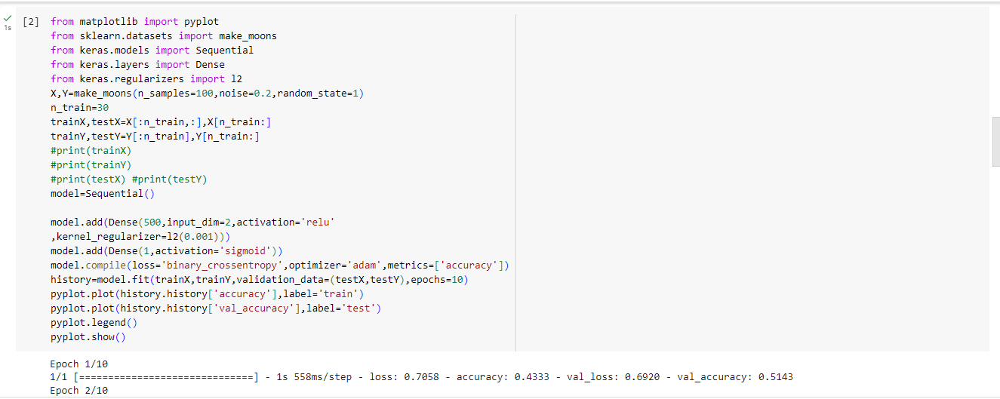 [2] from matplotlib import pyplot
1s
from sklearn.datasets import make_moons
from keras.models import Sequential
from keras.layers import Dense
from keras.regularizers import l2
X,Y=make_moons(n_samples=100,noise=0.2,random_state=1)
n_train=30
trainX,testX=X[:n_train,:],X[n_train:]
trainY,testY=Y[:n_train],Y[n_train:]
#print(trainX)
#print(trainY)
#print(testX) #print(testY)
model=Sequential()
model.add(Dense(500,input_dim=2,activation='relu'
,kernel_regularizer=l2(0.001)))
model.add(Dense(1,activation='sigmoid'))
model.compile(loss='binary_crossentropy',optimizer='adam',metrics=['accuracy'])
history=model.fit(trainX,trainY,validation_data=(testX,testY),epochs=10)
pyplot.plot(history.history['accuracy'],label='train')
pyplot.plot(history.history['val_accuracy'],label='test')
pyplot.legend()
pyplot.show()
Epoch 1/10
1/1 [==============================] - 1s 558ms/step - loss: 0.7058 - accuracy: 0.4333 - val_loss: 0.6920 - val_accuracy: 0.5143
Epoch 2/10